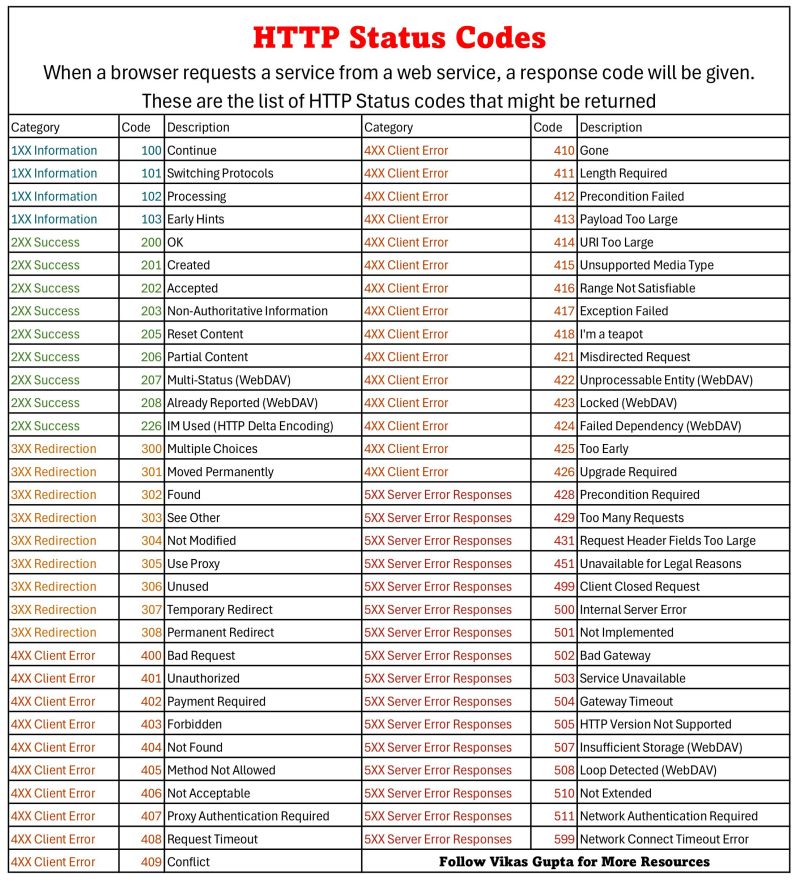 HTTP Status Codes
When a browser requests a service from a web service, a response code will be given.
These are the list of HTTP Status codes that might be returned
Category Code Description Category Code Description
1XX Information 100 Continue 4XX Client Error 410 Gone
1XX Information 101 Switching Protocols 4XX Client Error 411 Length Required
1XX Information 102 Processing 4XX Client Error 412 Precondition Failed
1XX Information 103 Early Hints 4XX Client Error 413 Payload Too Large
2XX Success 200 OK 4XX Client Error 414 URI Too Large
2XX Success 201 Created 4XX Client Error 415 Unsupported Media Type
2XX Success 202 Accepted 4XX Client Error 416 Range Not Satisfiable
2XX Success 203 Non-Authoritative Information 4XX Client Error 417 Exception Failed
2XX Success 205 Reset Content 4XX Client Error 418 I'm a teapot
2XX Success 206 Partial Content 4XX Client Error 421 Misdirected Request
2XX Success 207 Multi-Status (WebDAV) 4XX Client Error 422 Unprocessable Entity (WebDAV)
2XX Success 208 Already Reported (WebDAV) 4XX Client Error 423 Locked (WebDAV)
2XX Success 226 IM Used (HTTP Delta Encoding) 4XX Client Error 424 Failed Dependency (WebDAV)
3XX Redirection 300 Multiple Choices 4XX Client Error 425 Too Early
3XX Redirection 301 Moved Permanently 4XX Client Error 426 Upgrade Required
3XX Redirection 302 Found 5XX Server Error Responses 428 Precondition Required
3XX Redirection 303 See Other 5XX Server Error Responses 429 Too Many Requests
3XX Redirection 304 Not Modified 5XX Server Error Responses 431 Request Header Fields Too Large
3XX Redirection 305 Use Proxy 5XX Server Error Responses 451 Unavailable for Legal Reasons
3XX Redirection 306 Unused 5XX Server Error Responses 499 Client Closed Request
3XX Redirection 307 Temporary Redirect 5XX Server Error Responses 500 Internal Server Error
3XX Redirection 308 Permanent Redirect 5XX Server Error Responses 501 Not Implemented
4XX Client Error 400 Bad Request 5XX Server Error Responses 502 Bad Gateway
4XX Client Error 401 Unauthorized 5XX Server Error Responses 503 Service Unavailable
4XX Client Error 402 Payment Required 5XX Server Error Responses 504 Gateway Timeout
4XX Client Error 403 Forbidden 5XX Server Error Responses 505 HTTP Version Not Supported
4XX Client Error 404 Not Found 5XX Server Error Responses 507 Insufficient Storage (WebDAV)
4XX Client Error 405 Method Not Allowed 5XX Server Error Responses 508 Loop Detected (WebDAV)
4XX Client Error 406 Not Acceptable 5XX Server Error Responses 510 Not Extended
4XX Client Error 407 Proxy Authentication Required 5XX Server Error Responses 511 Network Authentication Required
4XX Client Error 408 Request Timeout 5XX Server Error Responses 599 Network Connect Timeout Error
4XX Client Error 409 Conflict Follow Vikas Gupta for More Resources